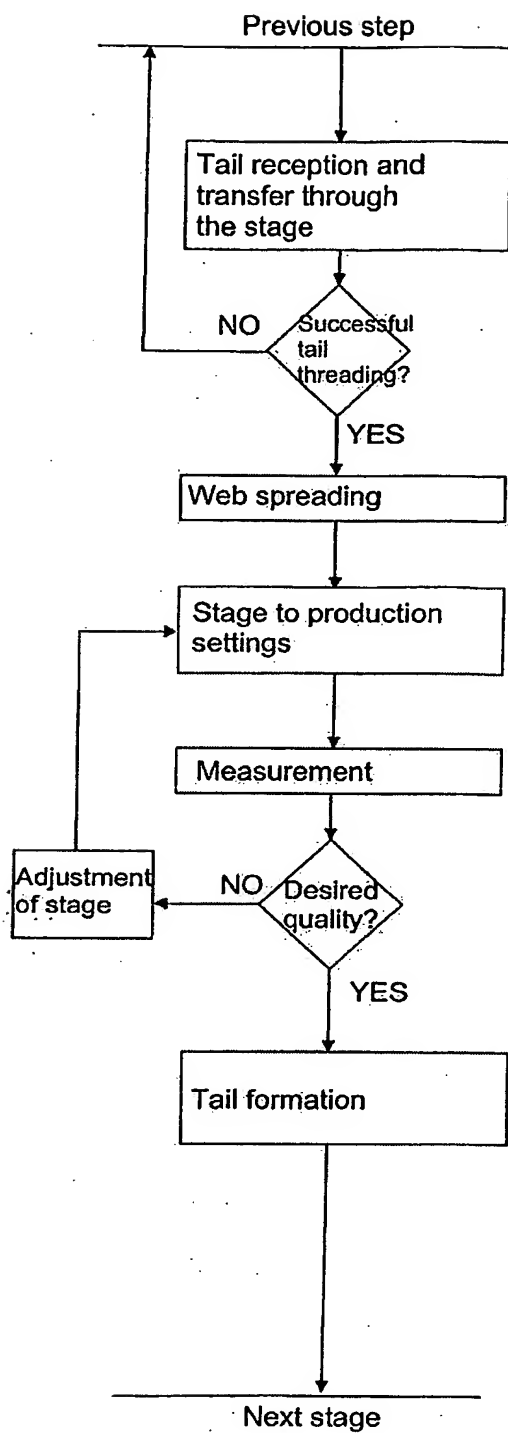 Previous step
Tail reception and
transfer through
the stage
NO
Successful
tail
threading?
YES
Web spreading
Stage to production
settings
Measurement
Adjustment
of stage
NO
Desired
quality?
YES
Tail formation
Next stage